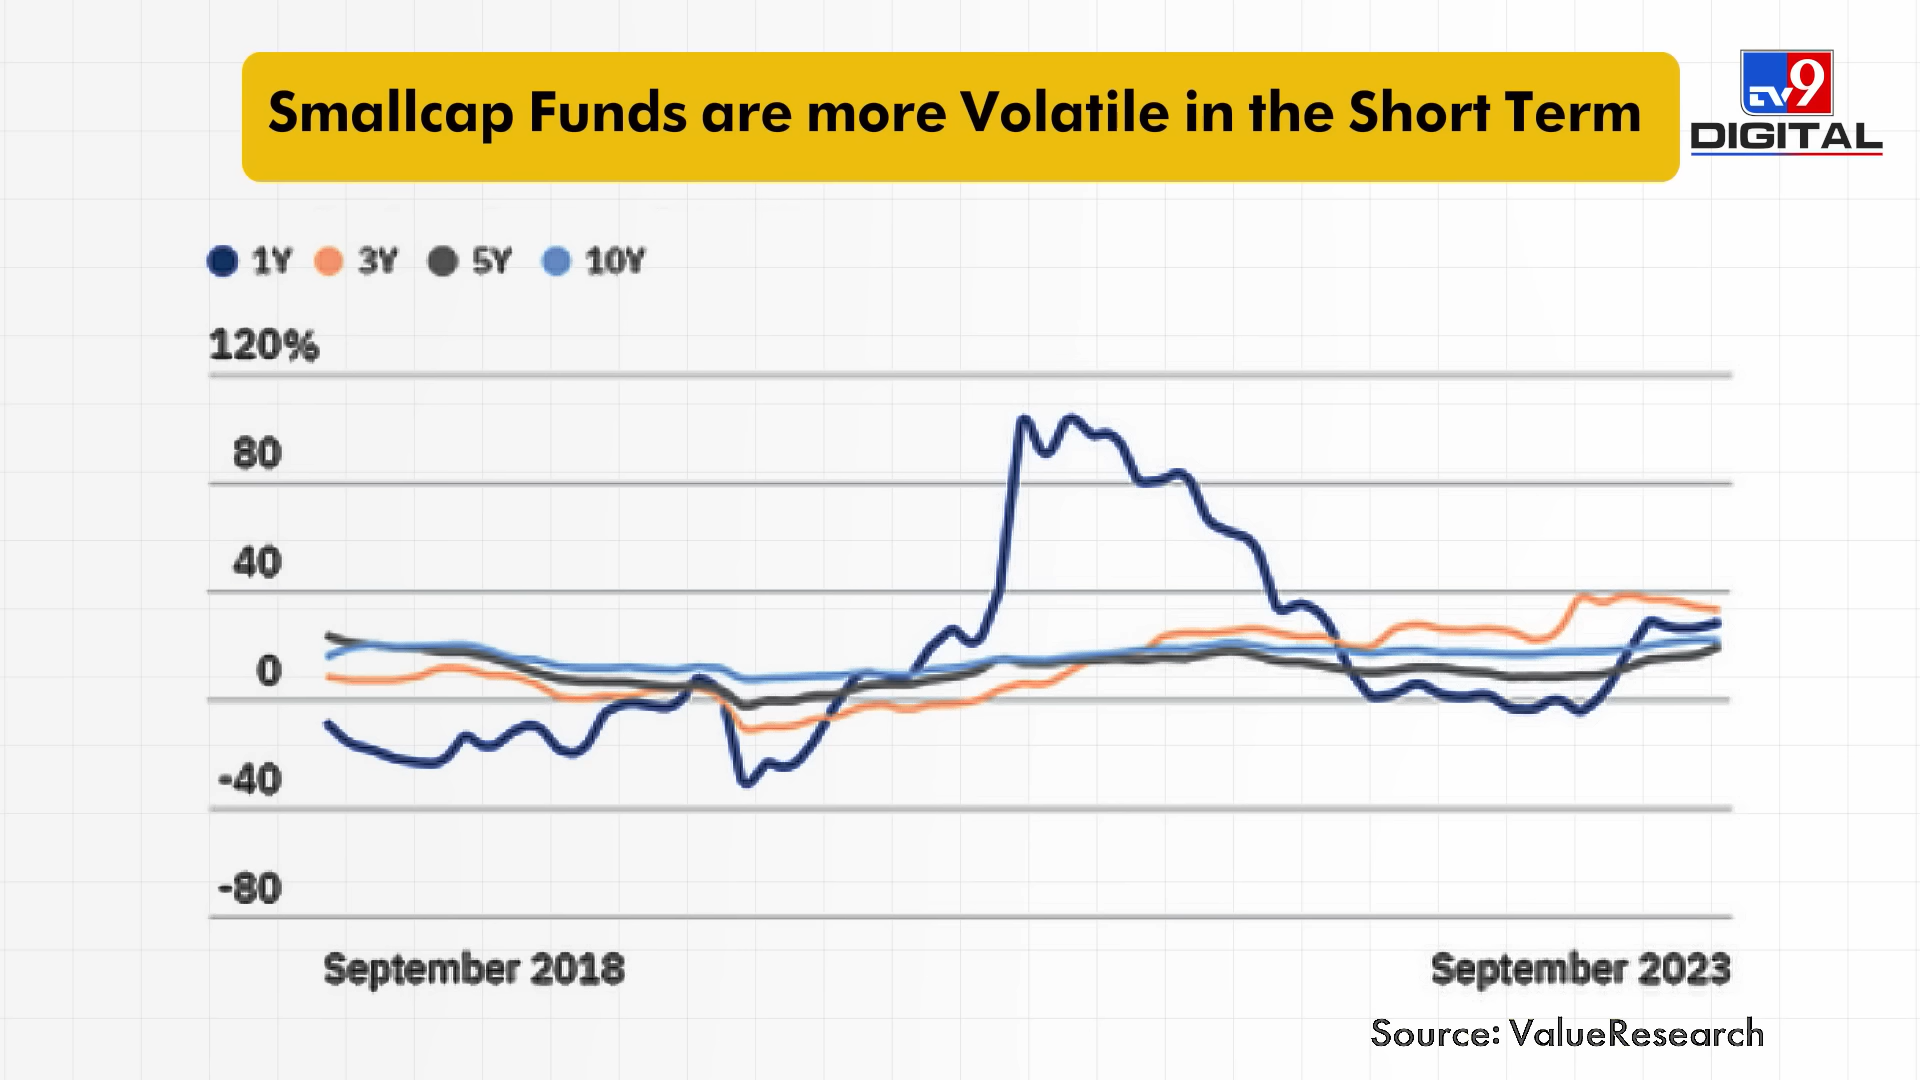 Smallcap Funds are more Volatile in the Short Term
TV9
DIGITAL
1Y 3Y 5Y 10Y
120%
80
40
0
-40
-80
September 2018 September 2023
Source: ValueResearch